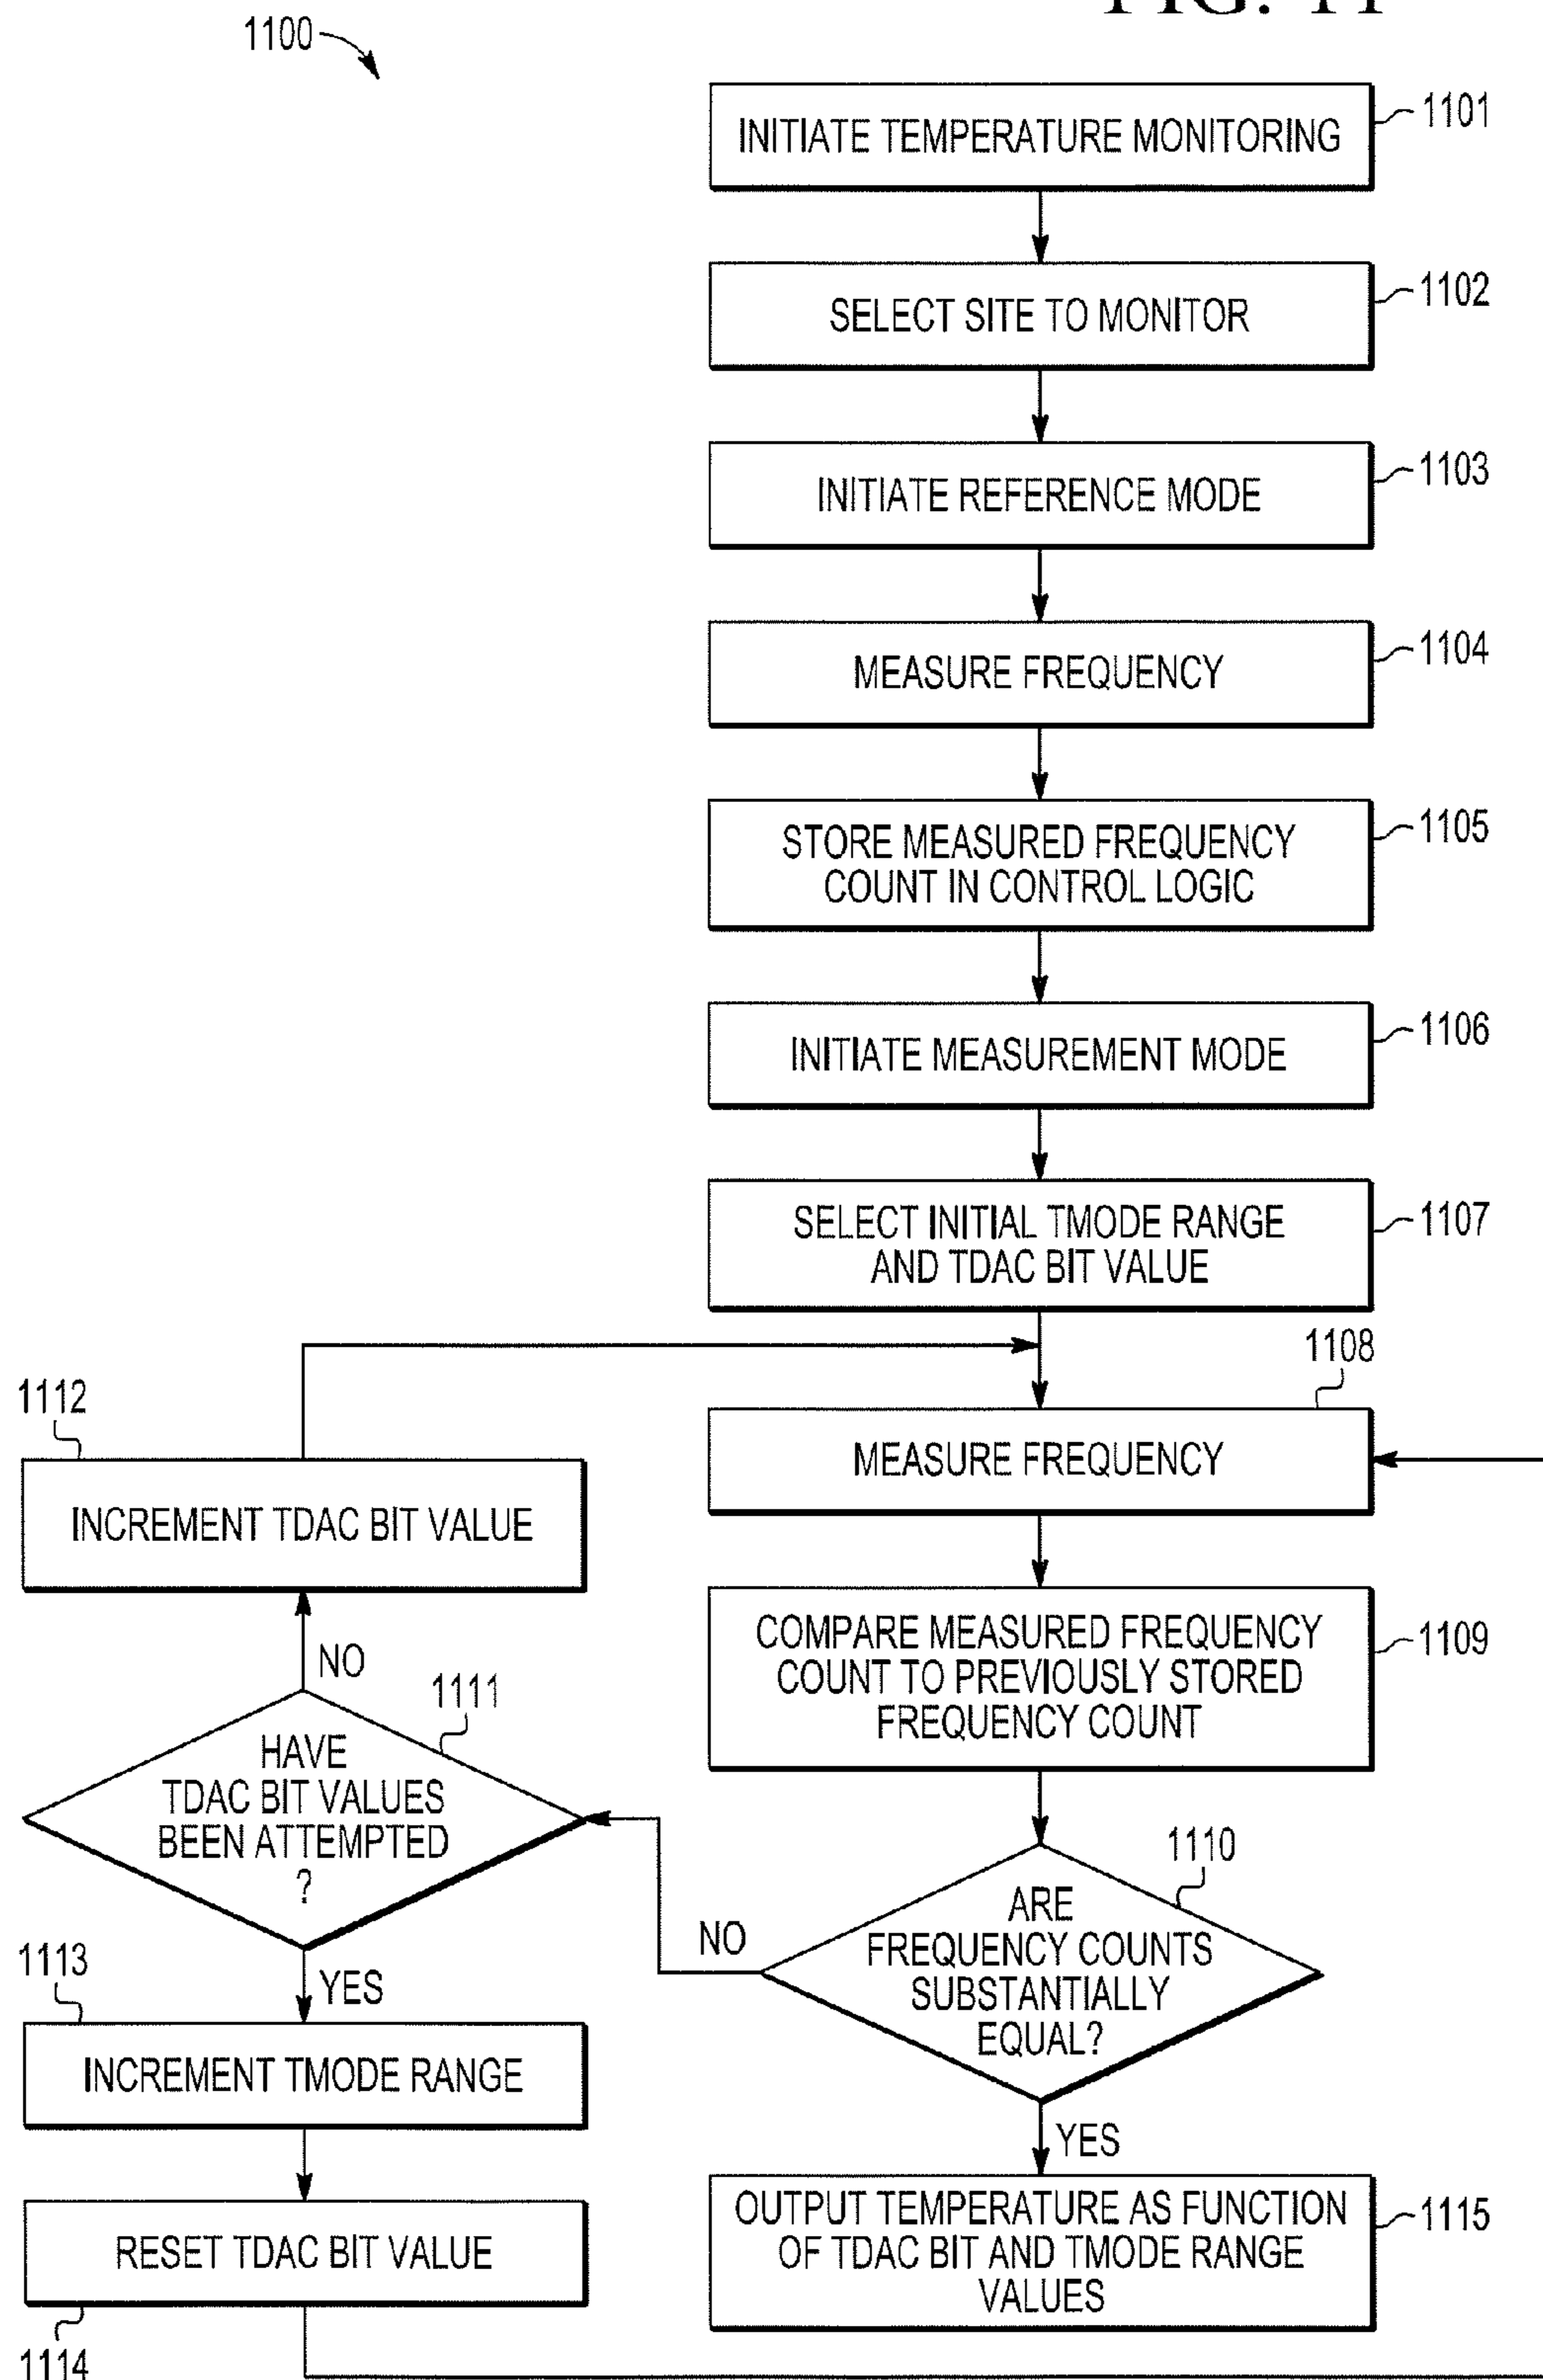 FIG. 11
1100
INITIATE TEMPERATURE MONITORING
1101
SELECT SITE TO MONITOR
1102
INITIATE REFERENCE MODE
1103
MEASURE FREQUENCY
1104
STORE MEASURED FREQUENCY
COUNT IN CONTROL LOGIC
1105
INITIATE MEASUREMENT MODE
1106
SELECT INITIAL TMODE RANGE
AND TDAC BIT VALUE
1107
1108
MEASURE FREQUENCY
1112
INCREMENT TDAC BIT VALUE
COMPARE MEASURED FREQUENCY
COUNT TO PREVIOUSLY STORED
FREQUENCY COUNT
1109
NO
1111
HAVE
TDAC BIT VALUES
BEEN ATTEMPTED
?
1110
ARE
FREQUENCY COUNTS
SUBSTANTIALLY
EQUAL?
NO
YES
1113
INCREMENT TMODE RANGE
YES
RESET TDAC BIT VALUE
1114
OUTPUT TEMPERATURE AS FUNCTION
OF TDAC BIT AND TMODE RANGE
VALUES
1115